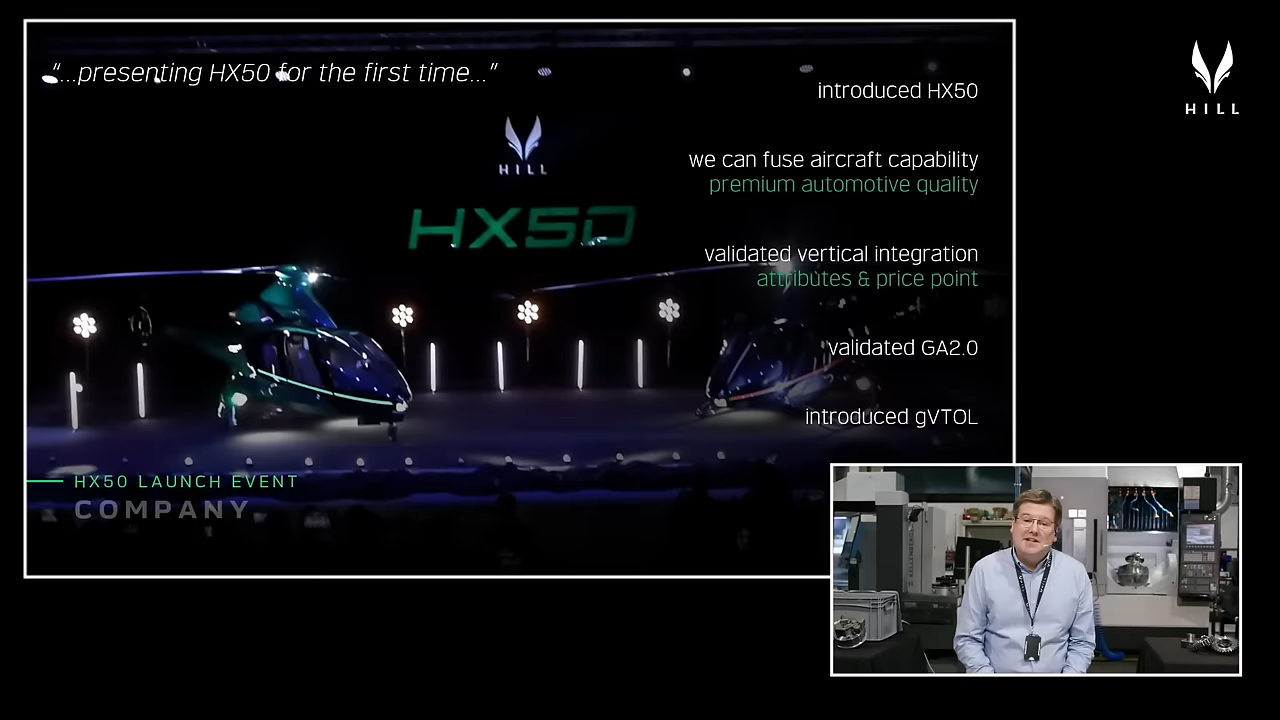 "...presenting HX50 for the first time..."
introduced HX50
HILL
we can fuse aircraft capability
premium automotive quality
HILL
HX50
validated vertical integration
attributes & price point
validated GA2.0
introduced gVTOL
HX50 LAUNCH EVENT
COMPANY